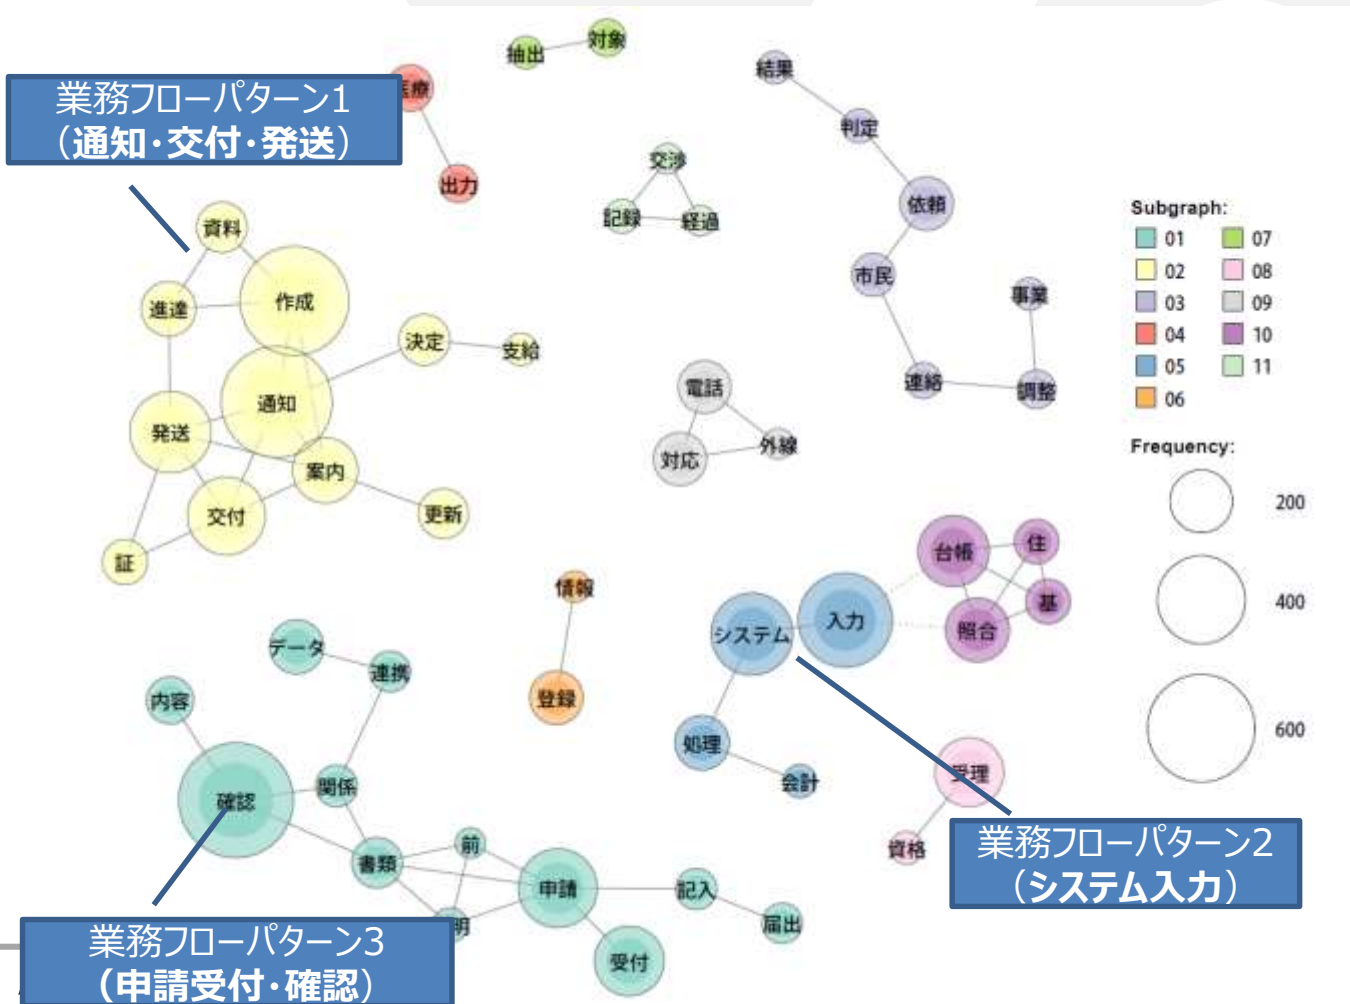 抽出
対象
結果
医療
業務フローパターン1
（通知・交付・発送）
判定
交渉
出力
記録
経過
依頼
資料
市民
事業
進達
作成
決定
支給
連絡
調整
電話
通知
発送
対応
外線
案内
交付
更新
証
Subgraph:
01
07
02
08
03
09
04
10
05
11
06
Frequency:
200
400
600
台帳
住
基
照合
情報
システム
入力
データ
連携
内容
登録
処理
会計
受理
関係
確認
資格
業務フローパターン2
（システム入力）
前
書類
申請
記入
届出
明
受付
業務フローパターン3
（申請受付・確認）